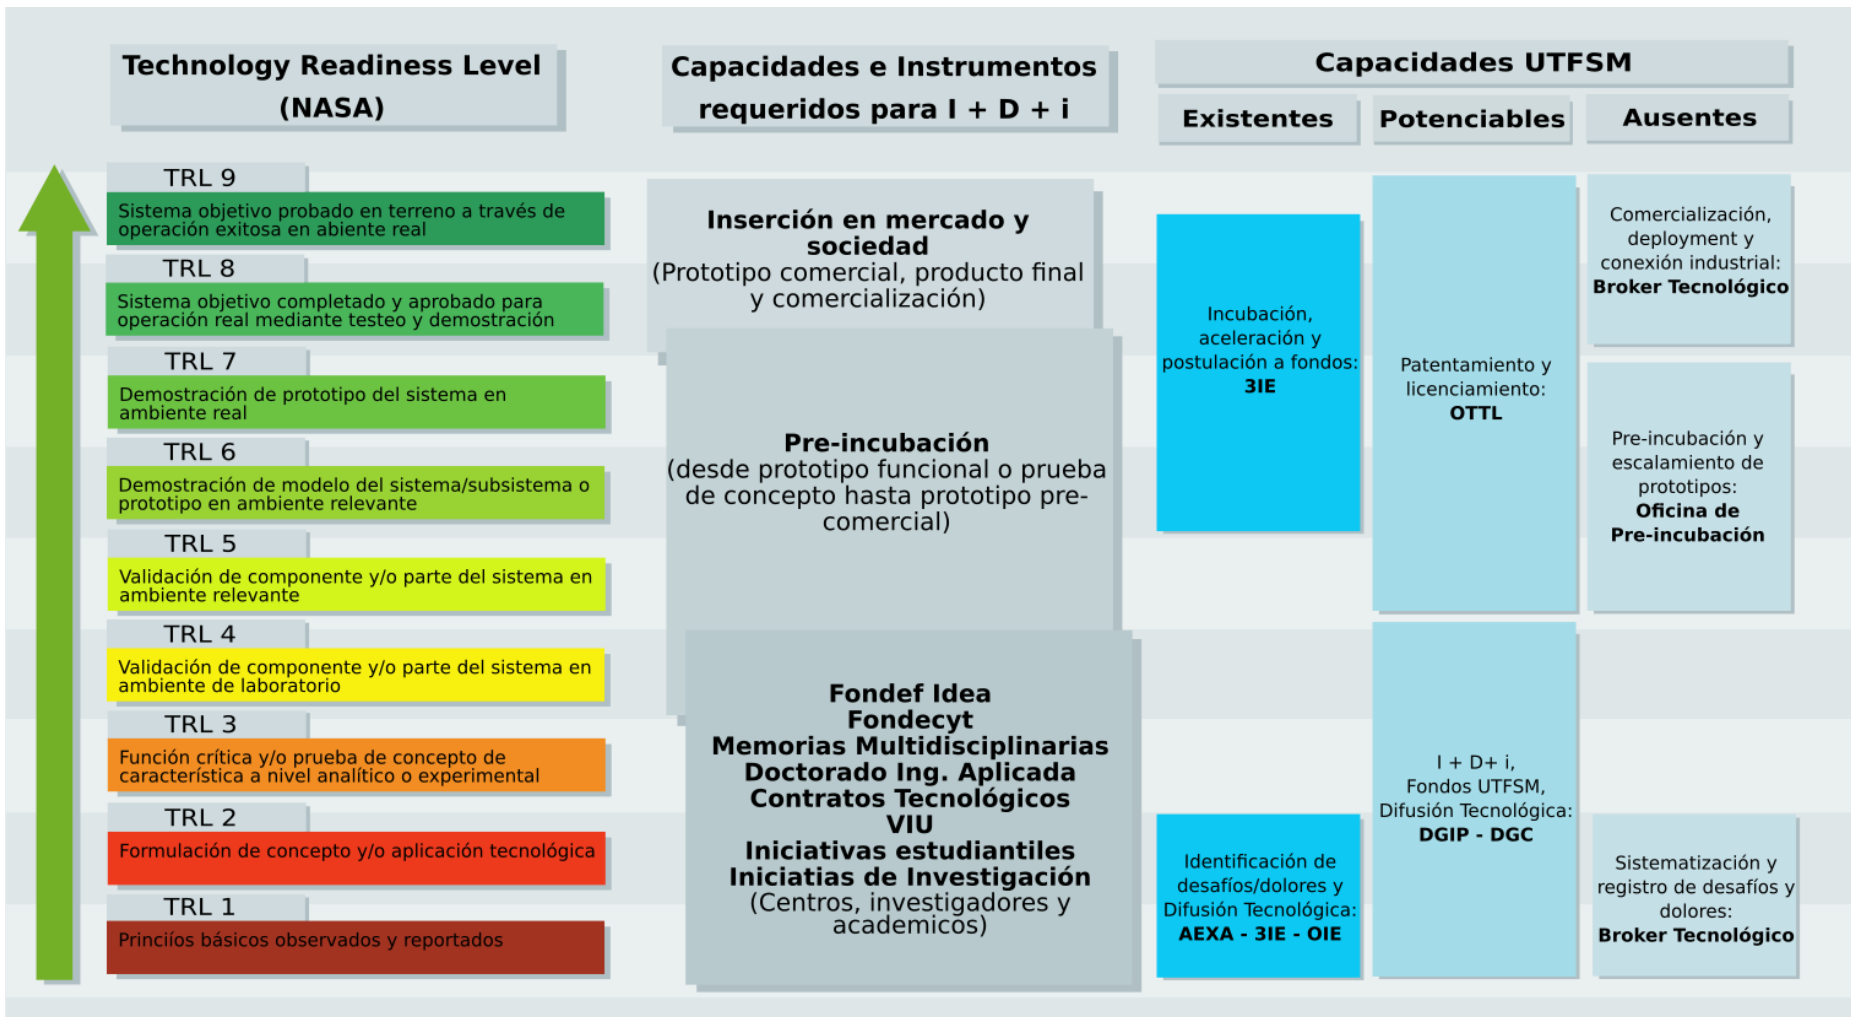 Technology Readiness Level
(NASA)
Capacidades e Instrumentos
requeridos para I + D + i
Capacidades UTFSM
Existentes
Potenciables
Ausentes
TRL 9
Sistema objetivo probado en terreno a través de
operación exitosa en abiente real
TRL 8
Sistema objetivo completado y aprobado para
operación real mediante testeo y demostración
TRL 7
Demostración de prototipo del sistema en
ambiente real
TRL 6
Demostración de modelo del sistema/subsistema o
prototipo en ambiente relevante
TRL 5
Validación de componente y/o parte del sistema en
ambiente relevante
TRL 4
Validación de componente y/o parte del sistema en
ambiente de laboratorio
TRL 3
Función crítica y/o prueba de concepto de
característica a nivel analítico o experimental
TRL 2
Formulación de concepto y/o aplicación tecnológica
TRL 1
Princiíos básicos observados y reportados
Inserción en mercado y
sociedad
(Prototipo comercial, producto final
y comercialización)
Pre-incubación
(desde prototipo funcional o prueba
de concepto hasta prototipo pre-
comercial)
Fondef Idea
Fondecyt
Memorias Multidisciplinarias
Doctorado Ing. Aplicada
Contratos Tecnológicos
VIU
Iniciativas estudiantiles
Iniciatias de Investigación
(Centros, investigadores y
academicos)
Incubación,
aceleración y
postulación a fondos:
3IE
Identificación de
desafíos/dolores y
Difusión Tecnológica:
AEXA - 3IE - OIE
Patentamiento y
licenciamiento:
OTTL
I + D+ i,
Fondos UTFSM,
Difusión Tecnológica:
DGIP - DGC
Comercialización,
deployment y
conexión industrial:
Broker Tecnológico
Pre-incubación y
escalamiento de
prototipos:
Oficina de
Pre-incubación
Sistematización y
registro de desafíos y
dolores:
Broker Tecnológico